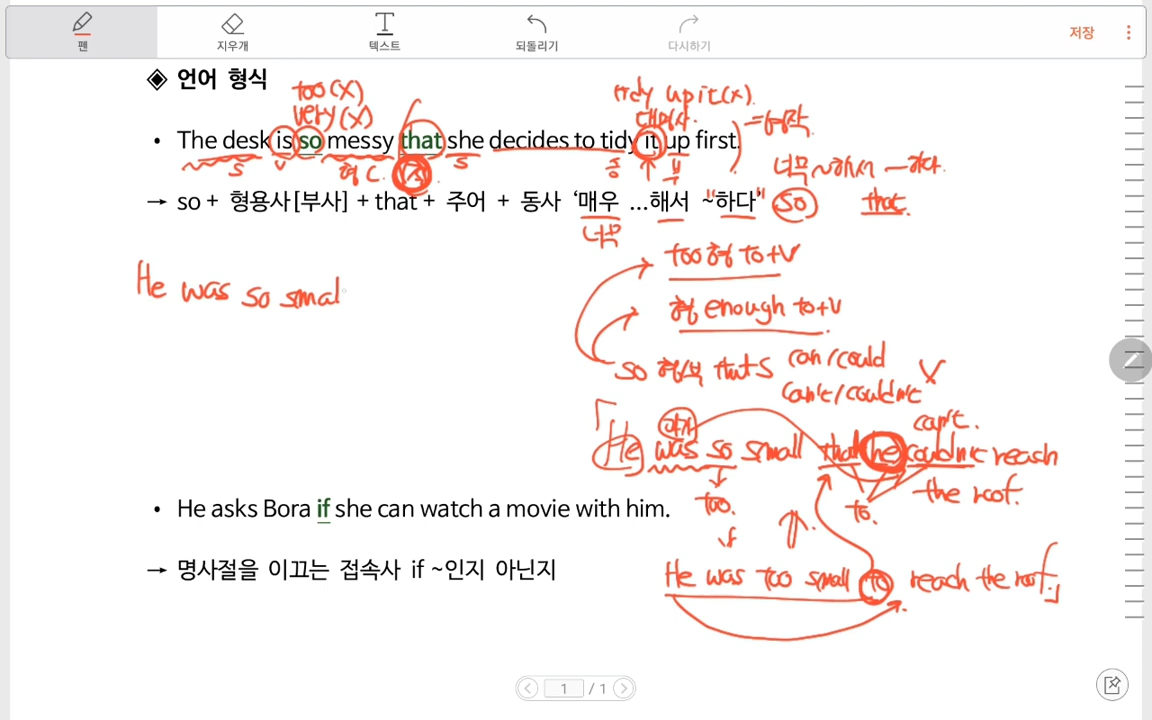 펜 지우개 텍스트 되돌리기 다시하기 저장
◈ 언어 형식
too(X)
very(X)
tidy up it(x).
대명사
• The desk is so messy that she decides to tidy it up first.
S V 형 C. S 동 부
너무 ~해서 —하다.
→ so + 형용사[부사] + that + 주어 + 동사 ‘매우 …해서 ~하다’ so that.
너무
too 형 to+V
He was so smal
형 enough to+V
so 형/부 that S can/could
can't/couldn't
can't.
He was so small that he couldn't reach
the roof.
too. to.
• He asks Bora if she can watch a movie with him.
→ 명사절을 이끄는 접속사 if ~인지 아닌지
He was too small to reach the roof.
1 / 1